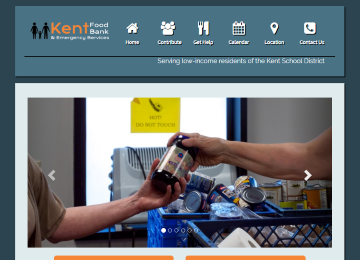 Kent Food Bank
& Emergency Services
Home
Contribute
Get Help
Calendar
Location
Contact Us
Serving low-income residents of the Kent School District
HOT!
DO NOT TOUCH